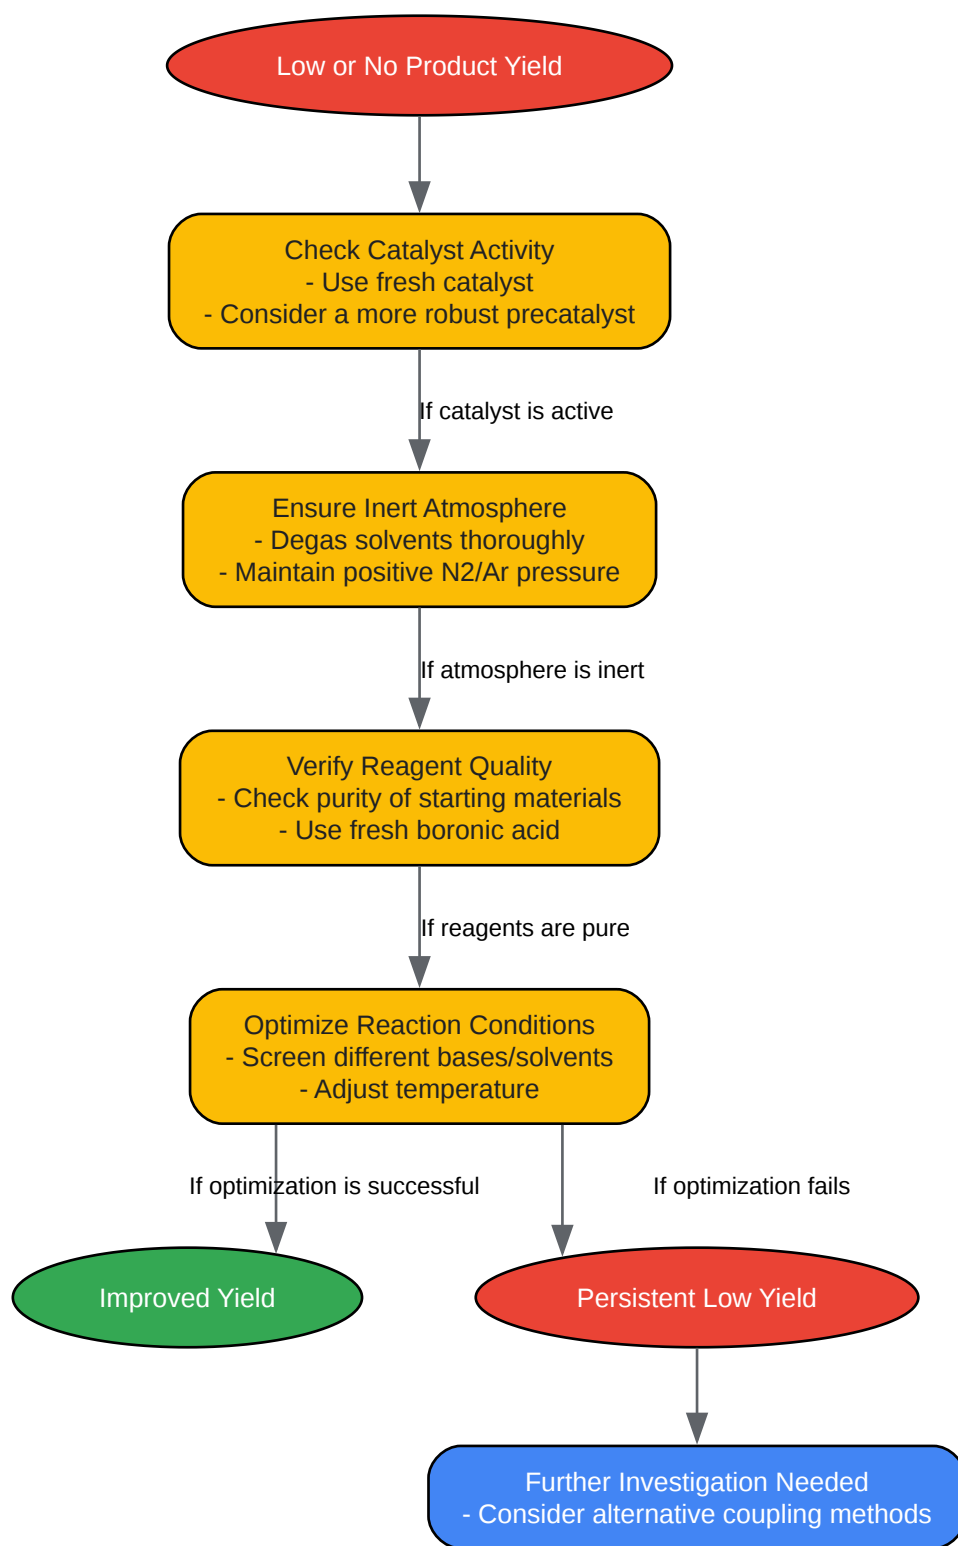 Low or No Product Yield
Check Catalyst Activity
- Use fresh catalyst
- Consider a more robust precatalyst
If catalyst is active
Ensure Inert Atmosphere
- Degas solvents thoroughly
- Maintain positive N2/Ar pressure
If atmosphere is inert
Verify Reagent Quality
- Check purity of starting materials
- Use fresh boronic acid
If reagents are pure
Optimize Reaction Conditions
- Screen different bases/solvents
- Adjust temperature
If optimization is successful
If optimization fails
Improved Yield
Persistent Low Yield
Further Investigation Needed
- Consider alternative coupling methods